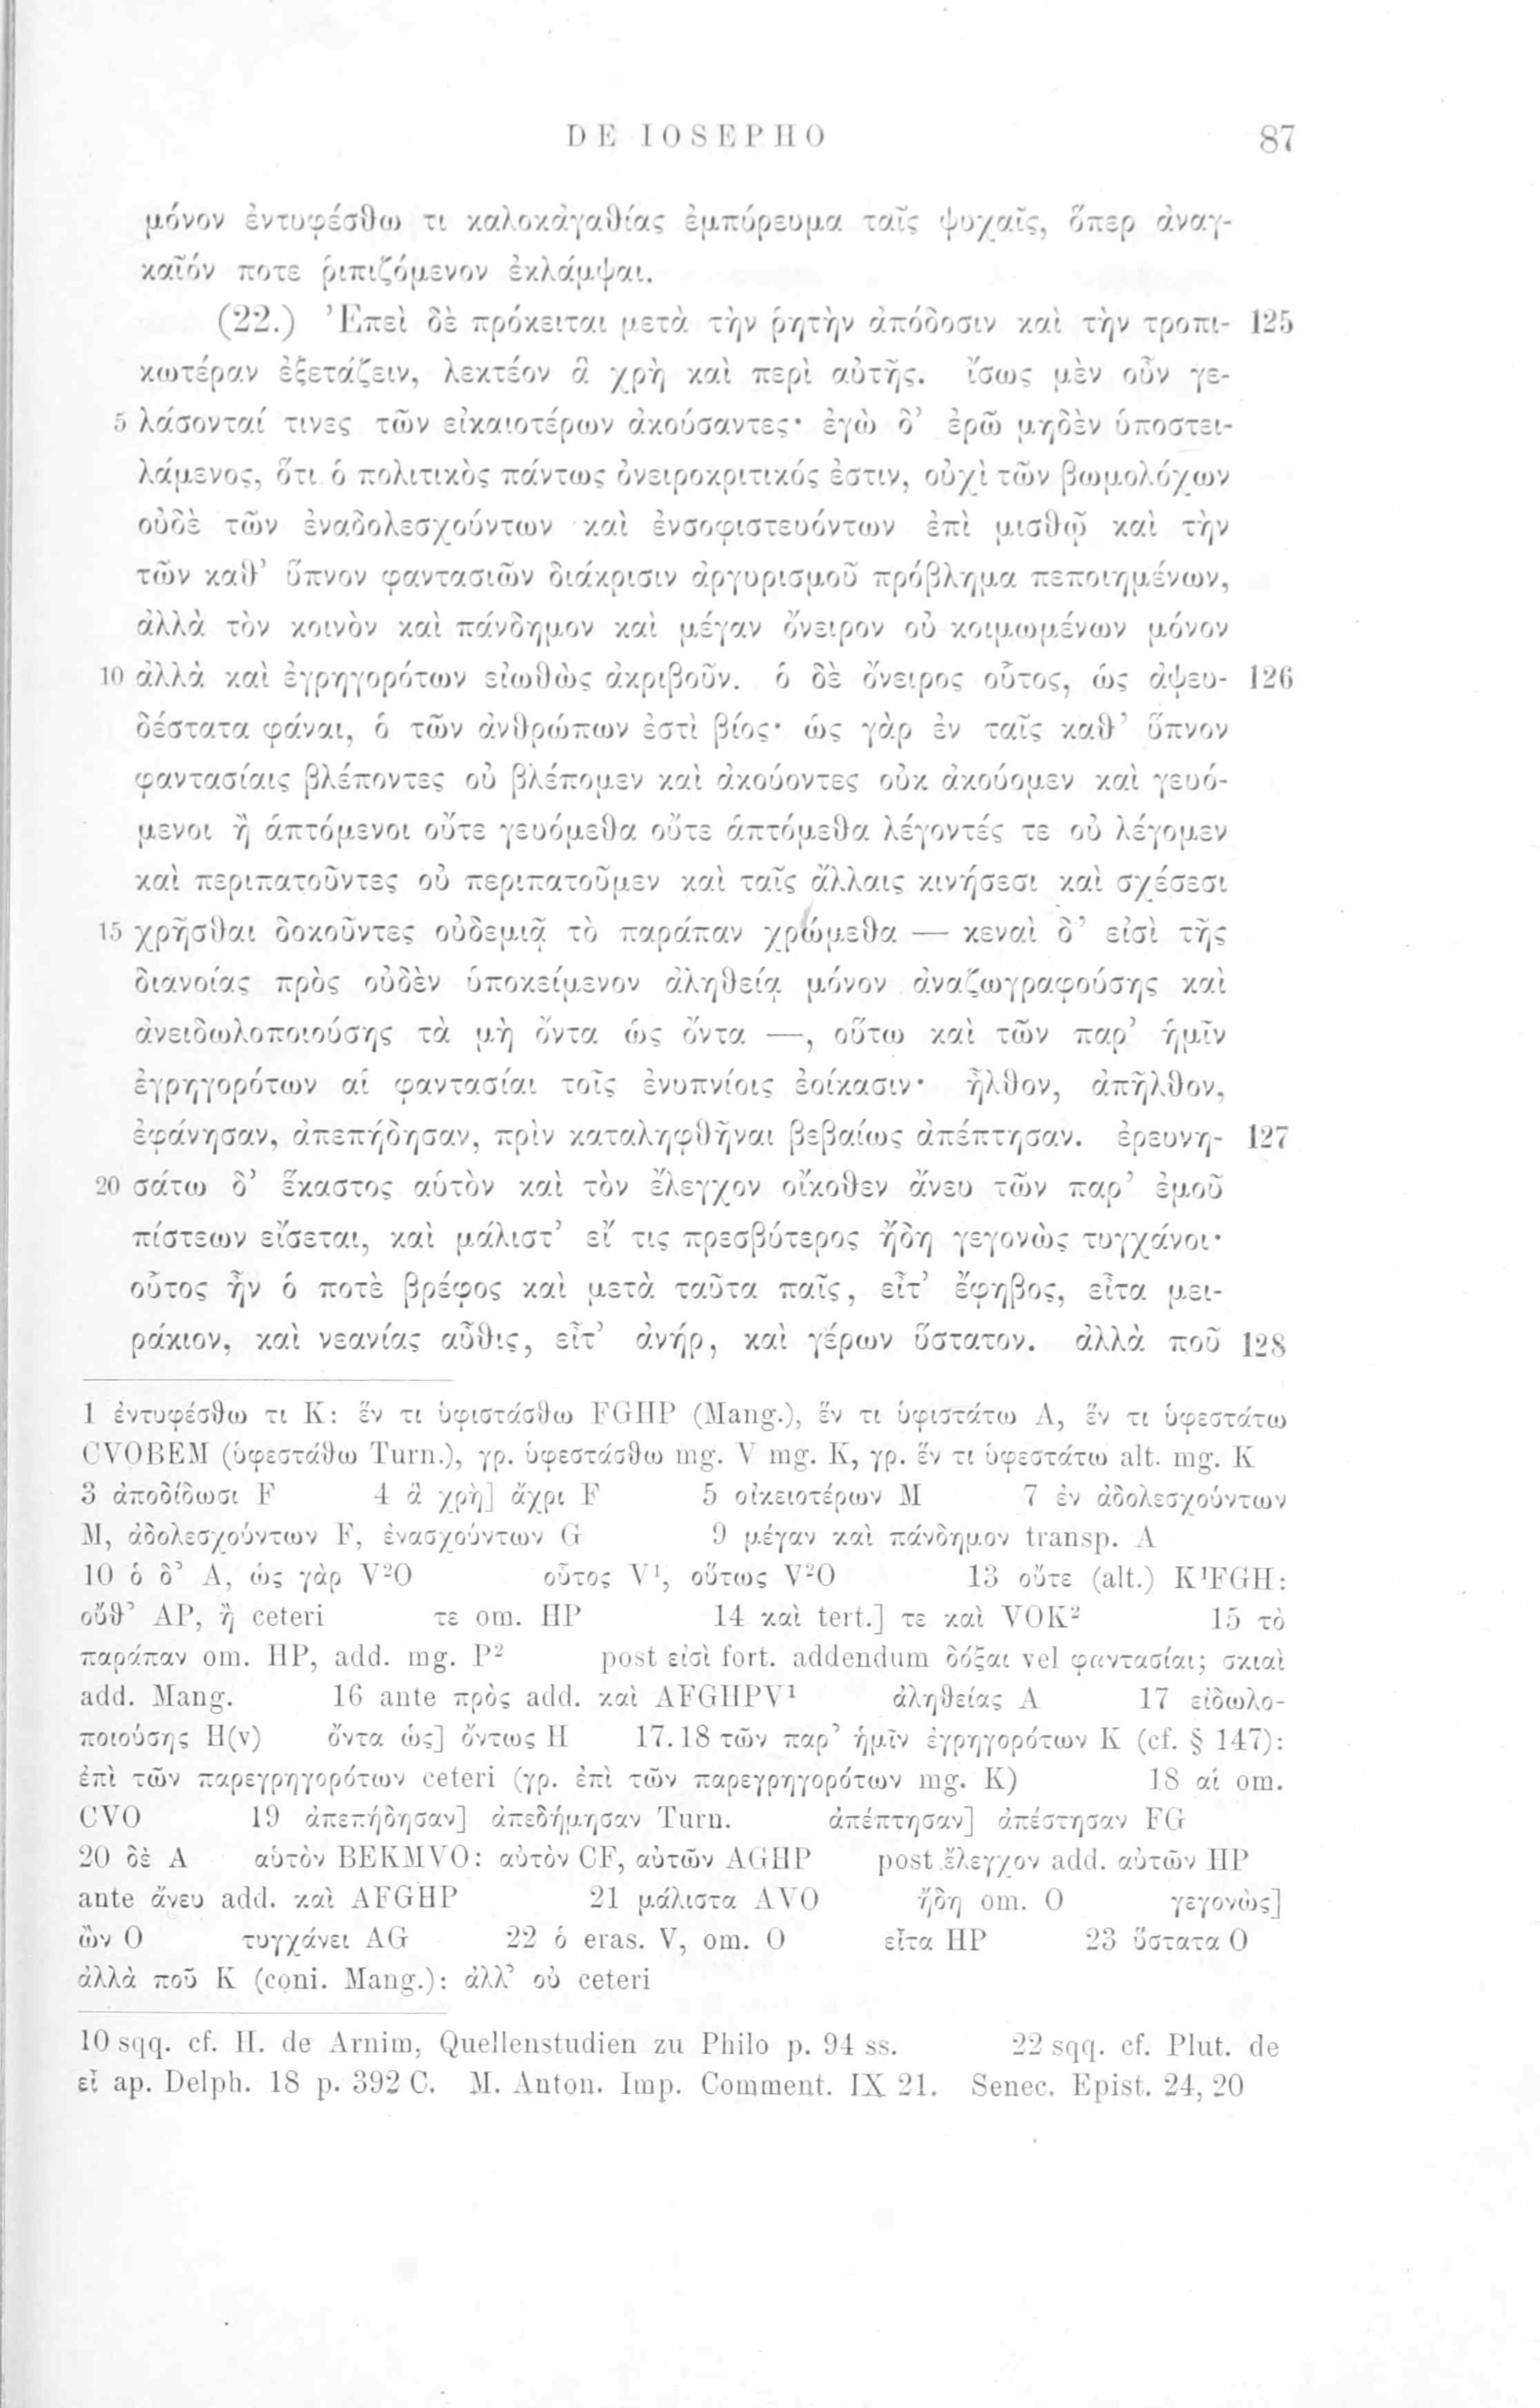 DE IOSEPHO 87
μόνον ἐντυφέσθω τι καλοκἀγαθίας ἐμπύρευμα ταῖς ψυχαῖς, ὅπερ ἀναγ-
καῖόν ποτε ῥιπιζόμενον ἐκλάμψαι.
(22.) Ἐπεὶ δὲ πρόκειται μετὰ τὴν ῥητὴν ἀπόδοσιν καὶ τὴν τροπι- 125
κωτέραν ἐξετάζειν, λεκτέον ἃ χρὴ καὶ περὶ αὐτῆς. ἴσως μὲν οὖν γε-
5 λάσονταί τινες τῶν εἰκαιοτέρων ἀκούσαντες· ἐγὼ δ’ ἐρῶ μηδὲν ὑποστει-
λάμενος, ὅτι ὁ πολιτικὸς πάντως ὀνειροκριτικός ἐστιν, οὐχὶ τῶν βωμολόχων
οὐδὲ τῶν ἐναδολεσχούντων καὶ ἐνσοφιστευόντων ἐπὶ μισθῷ καὶ τὴν
τῶν καθ’ ὕπνον φαντασιῶν διάκρισιν ἀργυρισμοῦ πρόβλημα πεποιημένων,
ἀλλὰ τὸν κοινὸν καὶ πάνδημον καὶ μέγαν ὄνειρον οὐ κοιμωμένων μόνον
10 ἀλλὰ καὶ ἐγρηγορότων εἰωθὼς ἀκριβοῦν. ὁ δὲ ὄνειρος οὗτος, ὡς ἀψευ- 126
δέστατα φάναι, ὁ τῶν ἀνθρώπων ἐστὶ βίος· ὡς γὰρ ἐν ταῖς καθ’ ὕπνον
φαντασίαις βλέποντες οὐ βλέπομεν καὶ ἀκούοντες οὐκ ἀκούομεν καὶ γευό-
μενοι ἢ ἁπτόμενοι οὔτε γευόμεθα οὔτε ἁπτόμεθα λέγοντές τε οὐ λέγομεν
καὶ περιπατοῦντες οὐ περιπατοῦμεν καὶ ταῖς ἄλλαις κινήσεσι καὶ σχέσεσι
15 χρῆσθαι δοκοῦντες οὐδεμιᾷ τὸ παράπαν χρώμεθα — κεναὶ δ’ εἰσὶ τῆς
διανοίας πρὸς οὐδὲν ὑποκείμενον ἀληθείᾳ μόνον ἀναζωγραφούσης καὶ
ἀνειδωλοποιούσης τὰ μὴ ὄντα ὡς ὄντα —, οὕτω καὶ τῶν παρ’ ἡμῖν
ἐγρηγορότων αἱ φαντασίαι τοῖς ἐνυπνίοις ἐοίκασιν· ἦλθον, ἀπῆλθον,
ἐφάνησαν, ἀπεπήδησαν, πρὶν καταληφθῆναι βεβαίως ἀπέπτησαν. ἐρευνη- 127
20 σάτω δ’ ἕκαστος αὑτὸν καὶ τὸν ἔλεγχον οἴκοθεν ἄνευ τῶν παρ’ ἐμοῦ
πίστεων εἴσεται, καὶ μάλιστ’ εἴ τις πρεσβύτερος ἤδη γεγονὼς τυγχάνοι·
οὗτος ἦν ὁ ποτὲ βρέφος καὶ μετὰ ταῦτα παῖς, εἶτ’ ἔφηβος, εἶτα μει-
ράκιον, καὶ νεανίας αὖθις, εἶτ’ ἀνήρ, καὶ γέρων ὕστατον. ἀλλὰ ποῦ 128
1 ἐντυφέσθω τι K: ἕν τι ὑφιστάσθω FGHP (Mang.), ἕν τι ὑφιστάτω A, ἕν τι ὑφεστάτω
CVOBEM (ὑφεστάθω Turn.), γρ. ὑφεστάσθω mg. V mg. K, γρ. ἕν τι ὑφεστάτω alt. mg. K
3 ἀποδίδωσι F 4 ἃ χρὴ] ἄχρι F 5 οἰκειοτέρων M 7 ἐν ἀδολεσχούντων
M, ἀδολεσχούντων F, ἐνασχούντων G 9 μέγαν καὶ πάνδημον transp. A
10 ὁ δ’ A, ὡς γὰρ V²O οὗτος V¹, οὕτως V²O 13 οὔτε (alt.) K¹FGH:
οὔθ’ AP, ἢ ceteri τε om. HP 14 καὶ tert.] τε καὶ VOK² 15 τὸ
παράπαν om. HP, add. mg. P² post εἰσὶ fort. addendum δόξαι vel φαντασίαι; σκιαὶ
add. Mang. 16 ante πρὸς add. καὶ AFGHPV¹ ἀληθείας A 17 εἰδωλο-
ποιούσης H(v) ὄντα ὡς] ὄντως H 17.18 τῶν παρ’ ἡμῖν ἐγρηγορότων K (cf. § 147):
ἐπὶ τῶν παρεγρηγορότων ceteri (γρ. ἐπὶ τῶν παρεγρηγορότων mg. K) 18 αἱ om.
CVO 19 ἀπεπήδησαν] ἀπεδήμησαν Turn. ἀπέπτησαν] ἀπέστησαν FG
20 δὲ A αὑτὸν BEKMVO: αὐτὸν CF, αὐτῶν AGHP post ἔλεγχον add. αὐτῶν HP
ante ἄνευ add. καὶ AFGHP 21 μάλιστα AVO ἤδη om. O γεγονὼς]
ὢν O τυγχάνει AG 22 ὁ eras. V, om. O εἶτα HP 23 ὕστατα O
ἀλλὰ ποῦ K (coni. Mang.): ἀλλ’ οὐ ceteri
10 sqq. cf. H. de Arnim, Quellenstudien zu Philo p. 94 ss. 22 sqq. cf. Plut. de
εἶ ap. Delph. 18 p. 392 C. M. Anton. Imp. Comment. IX 21. Senec. Epist. 24, 20